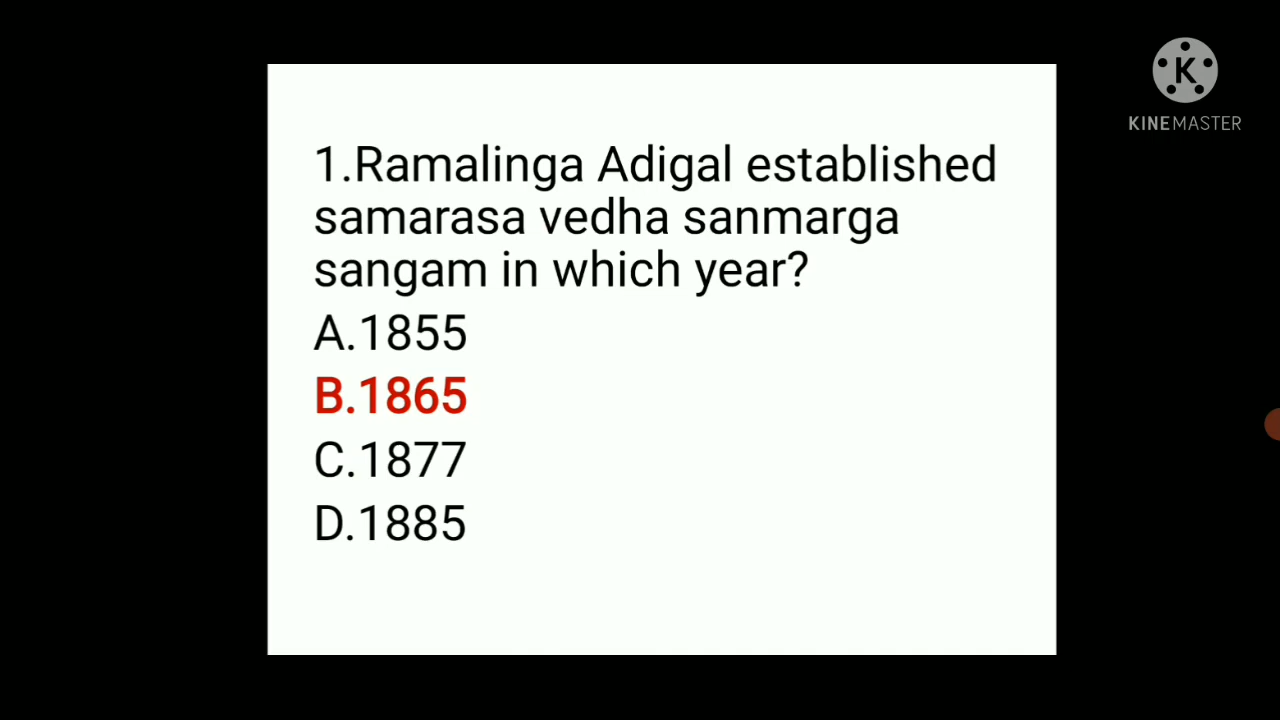 KINEMASTER
1.Ramalinga Adigal established
samarasa vedha sanmarga
sangam in which year?
A.1855
B.1865
C.1877
D.1885